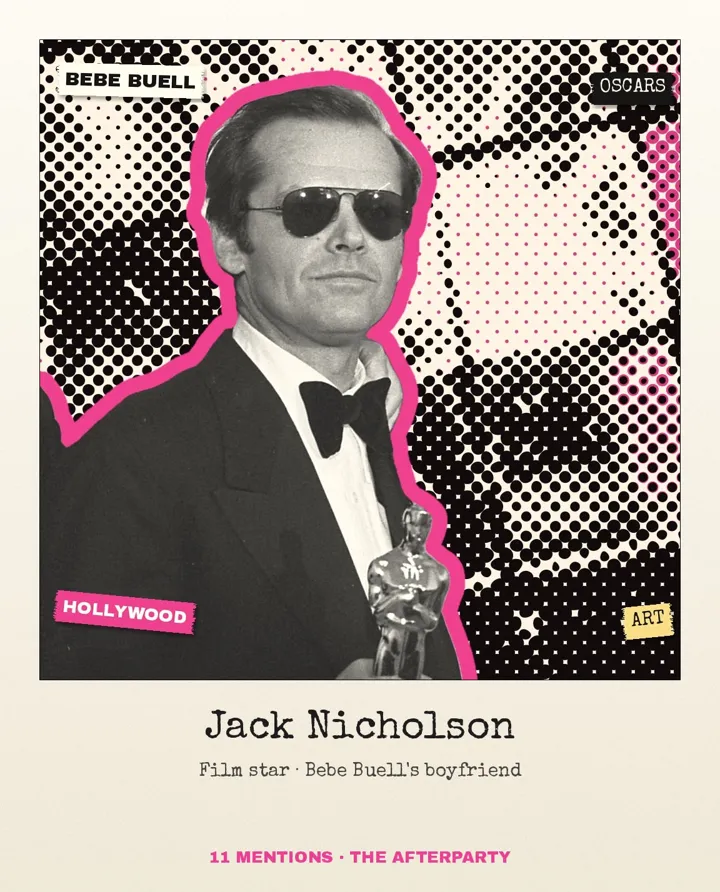 BEBE BUELL
OSCARS
HOLLYWOOD
ART
Jack Nicholson
Film star · Bebe Buell's boyfriend
11 MENTIONS · THE AFTERPARTY